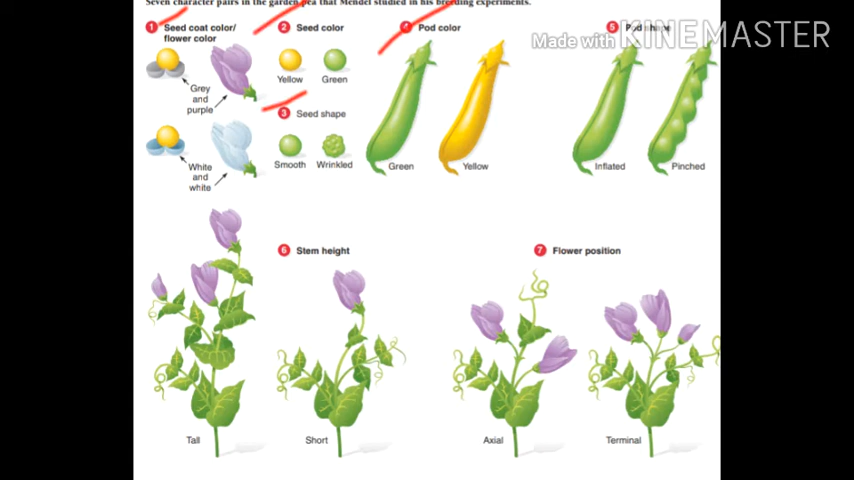 Seven character pairs in the garden pea that Mendel studied in his breeding experiments.
1 Seed coat color/
flower color
2 Seed color
4 Pod color
5 Pod shape
Made with KINEMASTER
Yellow Green
Grey
and
purple
3 Seed shape
Smooth Wrinkled
Green Yellow
Inflated Pinched
White
and
white
6 Stem height
7 Flower position
Tall Short Axial Terminal